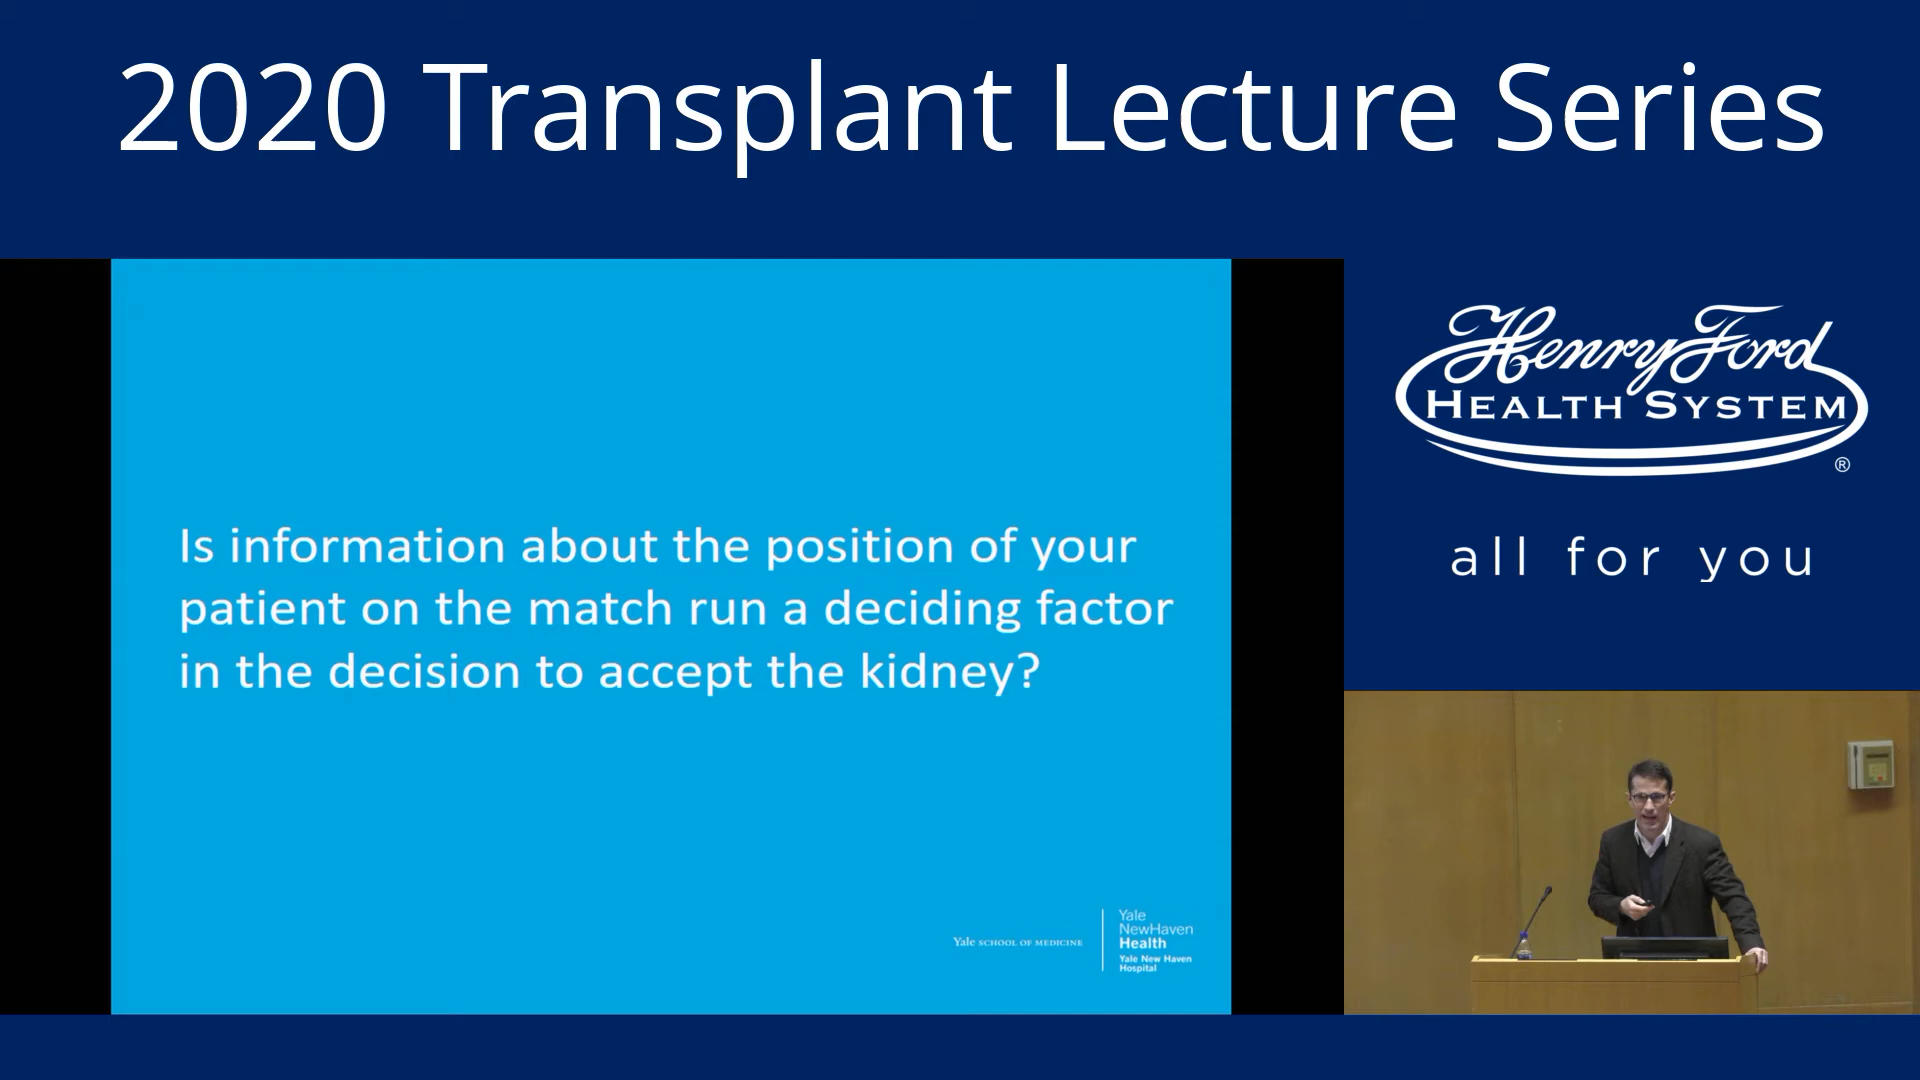 2020 Transplant Lecture Series
Is information about the position of your
patient on the match run a deciding factor
in the decision to accept the kidney?
Yale SCHOOL OF MEDICINE
Yale
NewHaven
Health
Yale New Haven
Hospital
Henry Ford
HEALTH SYSTEM
®
all for you